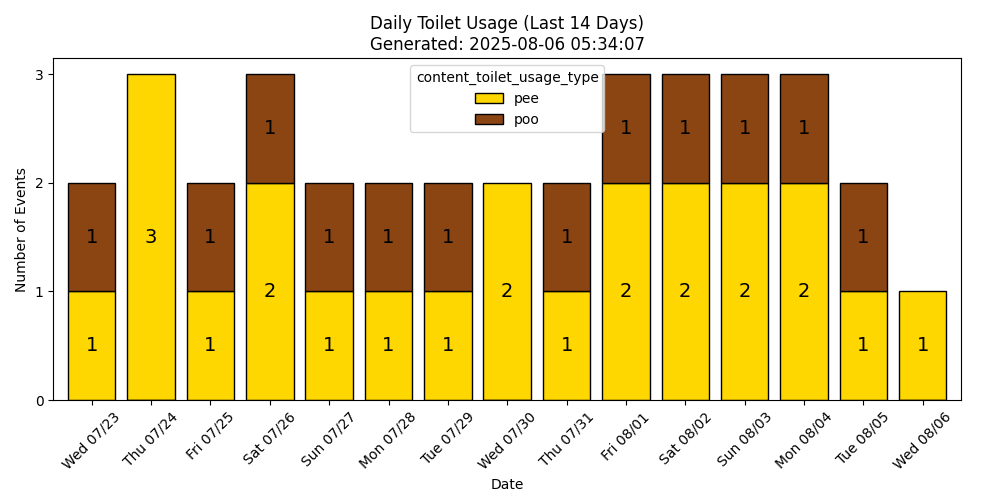 Daily Toilet Usage (Last 14 Days)
Generated: 2025-08-06 05:34:07
content_toilet_usage_type
pee
poo
Number of Events
3
2
1
0
1 1 1 1 1 1
1 1 1 1 1 1
3 2 2 2 2 2 2
1 1 1 1 1 1 1 1
Wed 07/23 Thu 07/24 Fri 07/25 Sat 07/26 Sun 07/27 Mon 07/28 Tue 07/29 Wed 07/30 Thu 07/31 Fri 08/01 Sat 08/02 Sun 08/03 Mon 08/04 Tue 08/05 Wed 08/06
Date